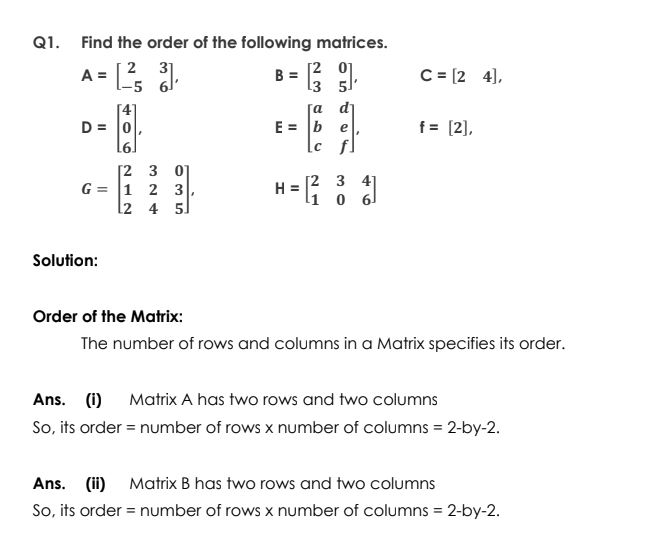 Q1. Find the order of the following matrices.
A = [2 3
−5 6], B = [2 0
3 5], C = [2 4],
D = [4
0
6], E = [a d
b e
c f], f = [2],
G = [2 3 0
1 2 3
2 4 5], H = [2 3 4
1 0 6]
Solution:
Order of the Matrix:
The number of rows and columns in a Matrix specifies its order.
Ans. (i) Matrix A has two rows and two columns
So, its order = number of rows x number of columns = 2-by-2.
Ans. (ii) Matrix B has two rows and two columns
So, its order = number of rows x number of columns = 2-by-2.